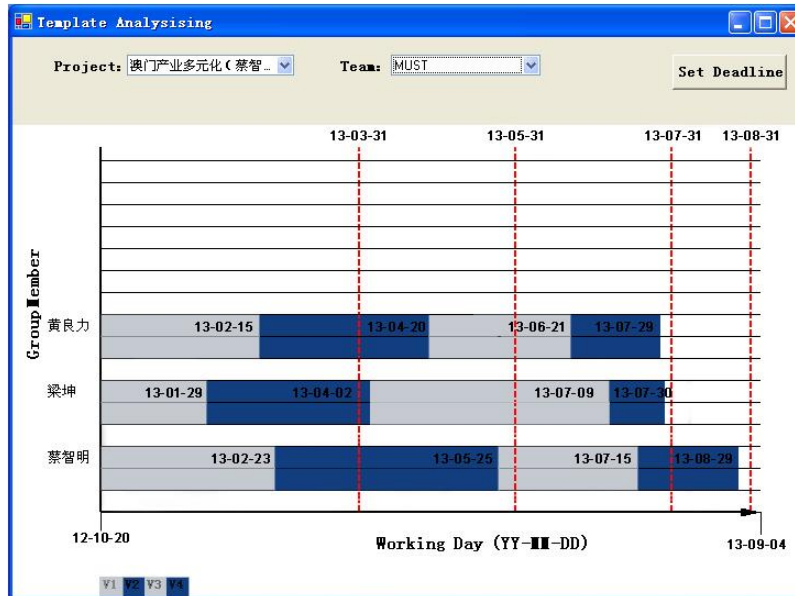 Template Analysising
Project: 澳门产业多元化(蔡智…
Team: MUST
Set Deadline
13-03-31 13-05-31 13-07-31 13-08-31
Group Member
黄良力 13-02-15 13-04-20 13-06-21 13-07-29
梁坤 13-01-29 13-04-02 13-07-09 13-07-30
蔡智明 13-02-23 13-05-25 13-07-15 13-08-29
12-10-20 13-09-04
Working Day (YY-MM-DD)
V1 V2 V3 V4